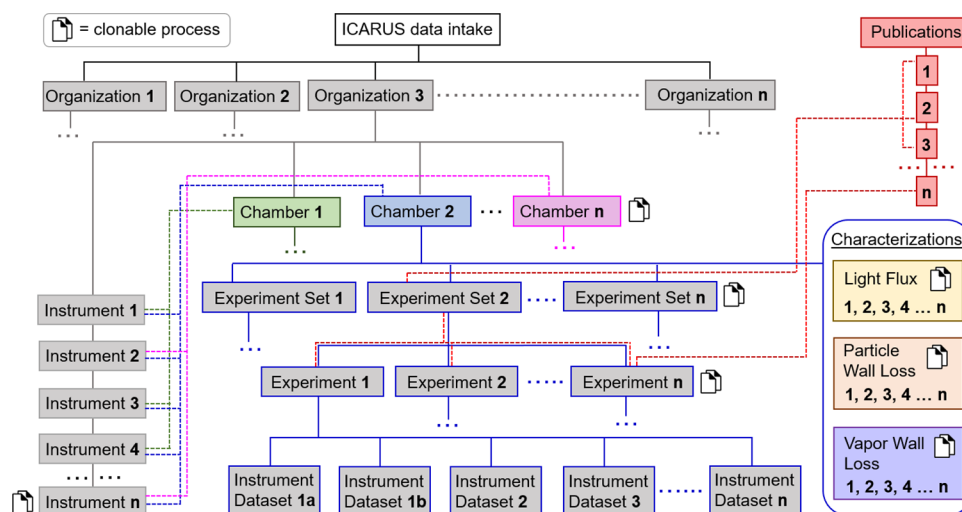 = clonable process
ICARUS data intake
Publications
Organization 1
Organization 2
Organization 3
Organization n
1
2
3
n
Chamber 1
Chamber 2
Chamber n
Characterizations
Light Flux
1, 2, 3, 4 ... n
Particle
Wall Loss
1, 2, 3, 4 ... n
Vapor Wall
Loss
1, 2, 3, 4 ... n
Experiment Set 1
Experiment Set 2
Experiment Set n
Instrument 1
Instrument 2
Instrument 3
Instrument 4
Instrument n
Experiment 1
Experiment 2
Experiment n
Instrument
Dataset 1a
Instrument
Dataset 1b
Instrument
Dataset 2
Instrument
Dataset 3
Instrument
Dataset n